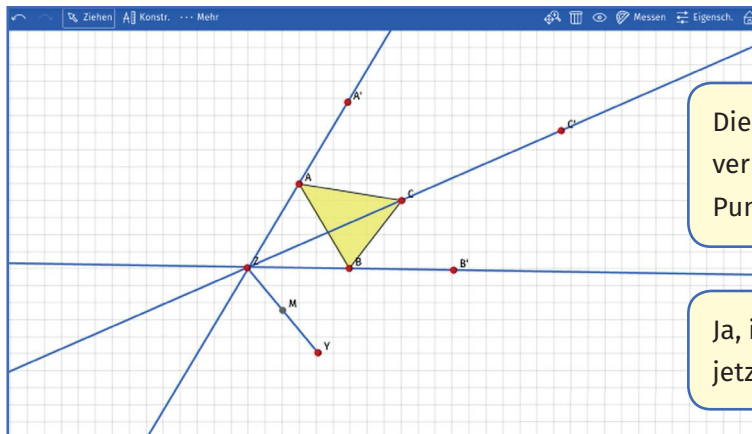 Ziehen Konstr. ··· Mehr Messen Eigensch.
A'
C'
A
C
Z
B
B'
M
Y
Die
ver
Pun
Ja, i
jetz